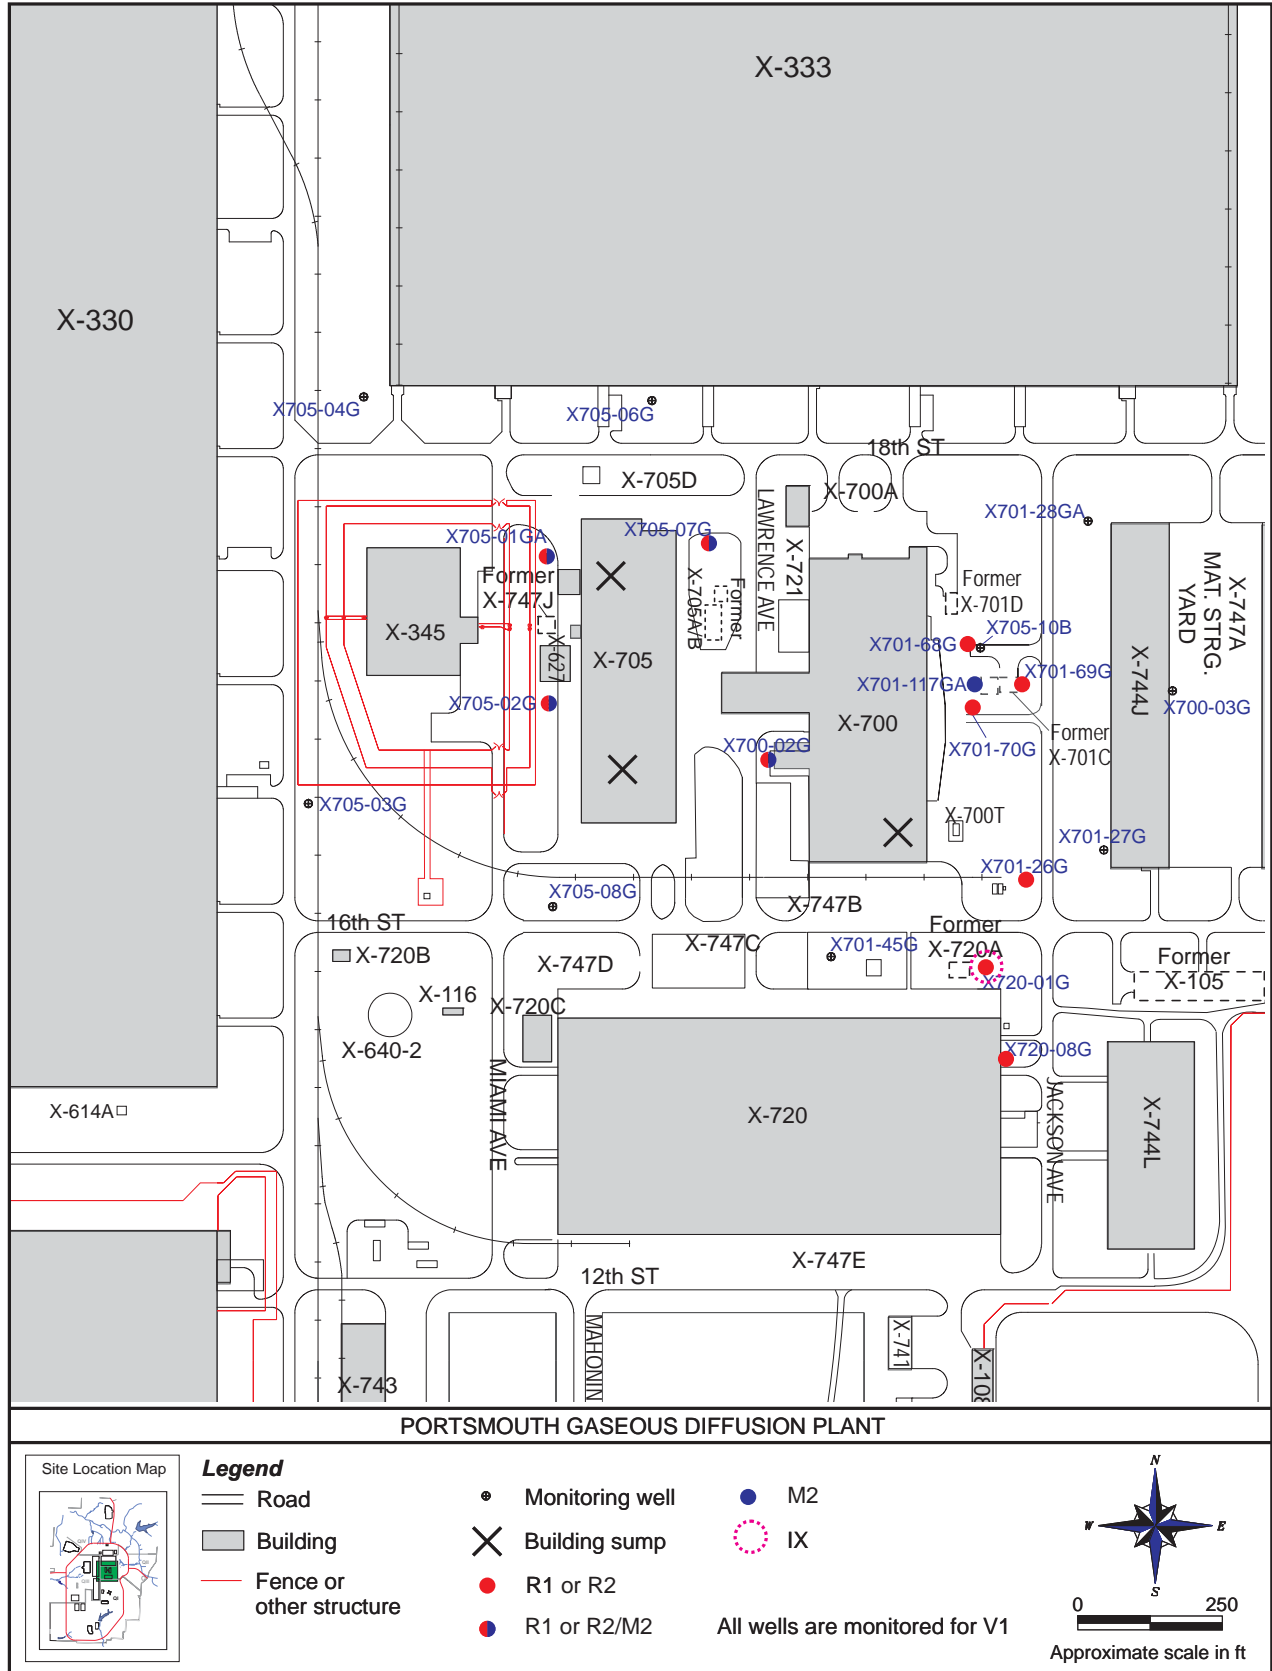 X-333
X-330
X705-04G
X705-06G
18th ST
X-705D
X-700A
LAWRENCE AVE
X-721
X701-28GA
X705-01GA
X705-07G
Former
X-747J
X-705A/B
Former
Former
X-701D
X-747A
MAT. STRG.
YARD
X-345
X-627
X-705
X701-68G
X705-10B
X701-117GA
X701-69G
X-744J
X705-02G
X-700
X700-03G
X700-02G
X701-70G
Former
X-701C
X705-03G
X-700T
X701-27G
X701-26G
X705-08G
X-747B
16th ST
X-720B
X-747D
X-747C
X701-45G
Former
X-720A
X720-01G
Former
X-105
X-116
X-720C
X-640-2
X720-08G
MIAMI AVE
X-614A
X-720
JACKSON AVE
X-744L
X-747E
12th ST
MAHONIN
X-741
X-743
X-108
PORTSMOUTH GASEOUS DIFFUSION PLANT
Site Location Map
Legend
Road
Building
Fence or
other structure
Monitoring well
Building sump
R1 or R2
R1 or R2/M2
M2
IX
All wells are monitored for V1
N
W
E
S
0
250
Approximate scale in ft